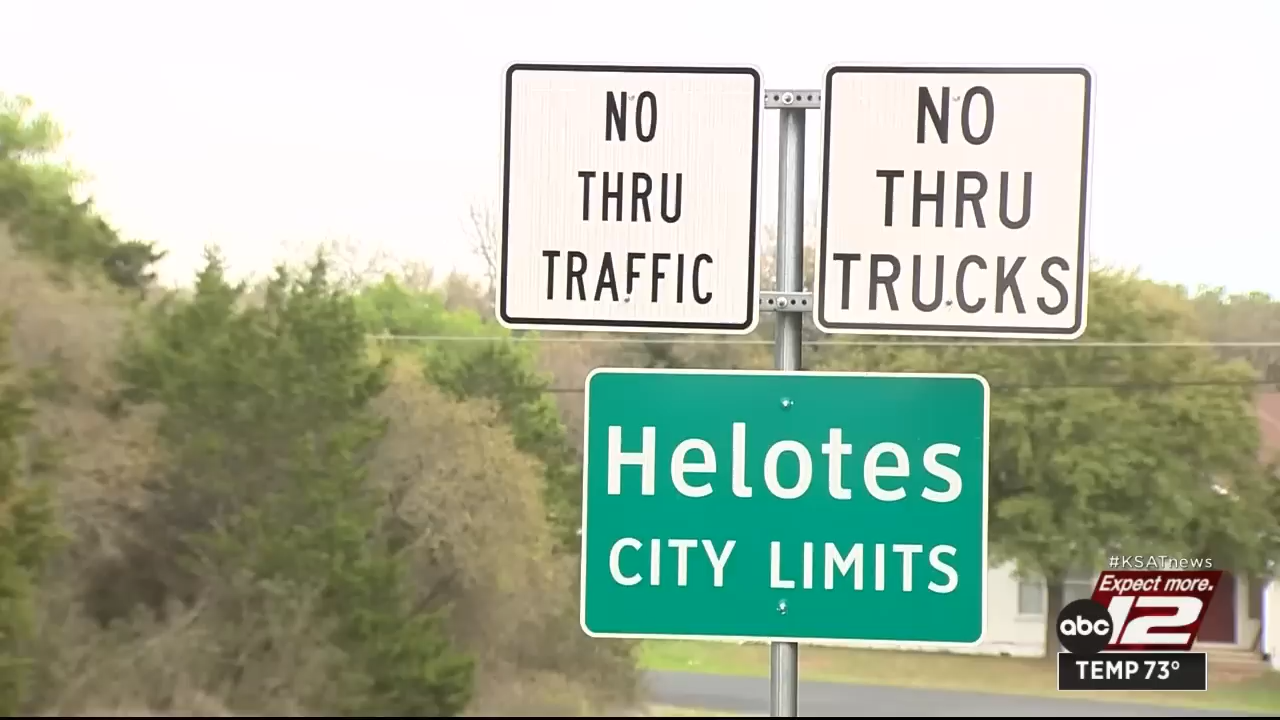 NO
THRU
TRAFFIC
NO
THRU
TRUCKS
Helotes
CITY LIMITS
#KSATnews
Expect more.
abc 12
TEMP 73°